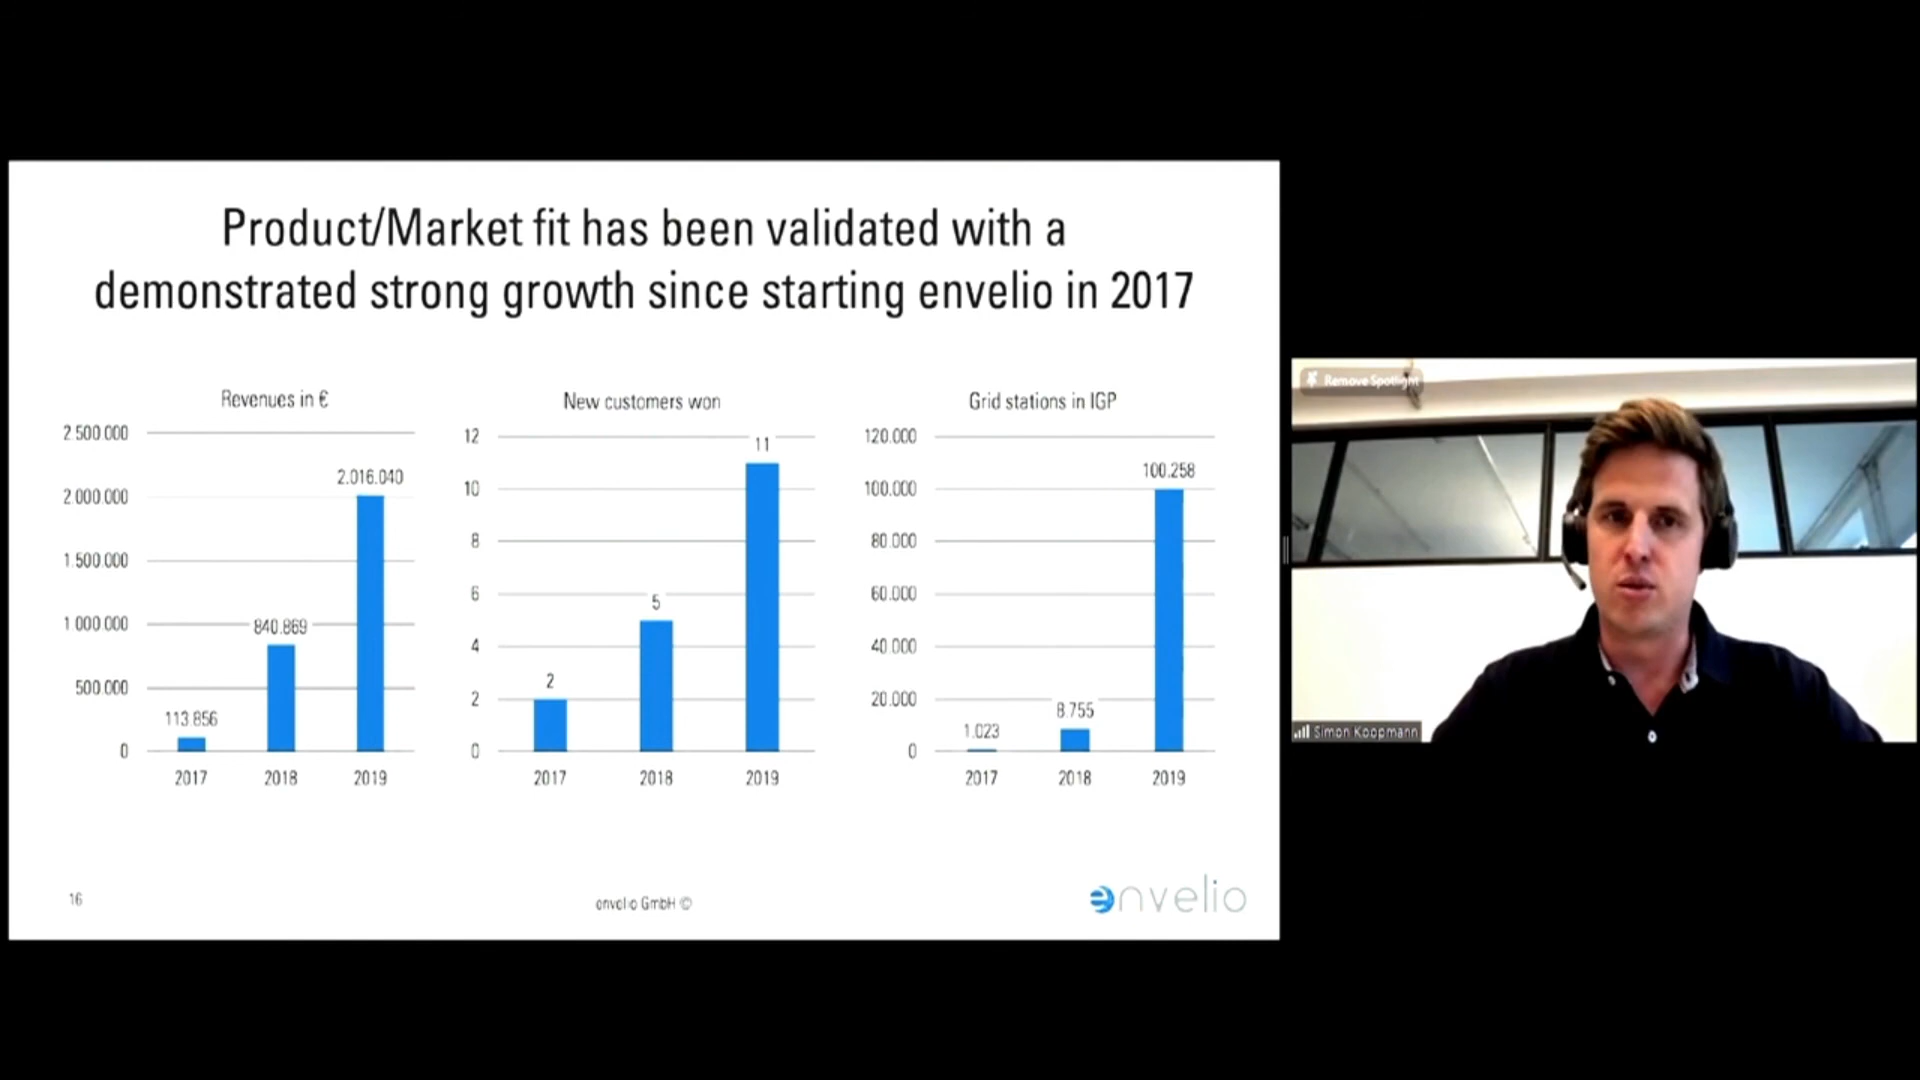 Product/Market fit has been validated with a
demonstrated strong growth since starting envelio in 2017
Revenues in €
2 500 000
2 000 000
1 500 000
1 000 000
500 000
0
113.856
840.869
2.016.040
2017 2018 2019
New customers won
12
10
8
6
4
2
0
2
5
11
2017 2018 2019
Grid stations in IGP
120.000
100.000
80.000
60.000
40.000
20.000
0
1.023
8.755
100.258
2017 2018 2019
16
envelio GmbH ©
envelio
Remove Spotlight
Simon Koopmann